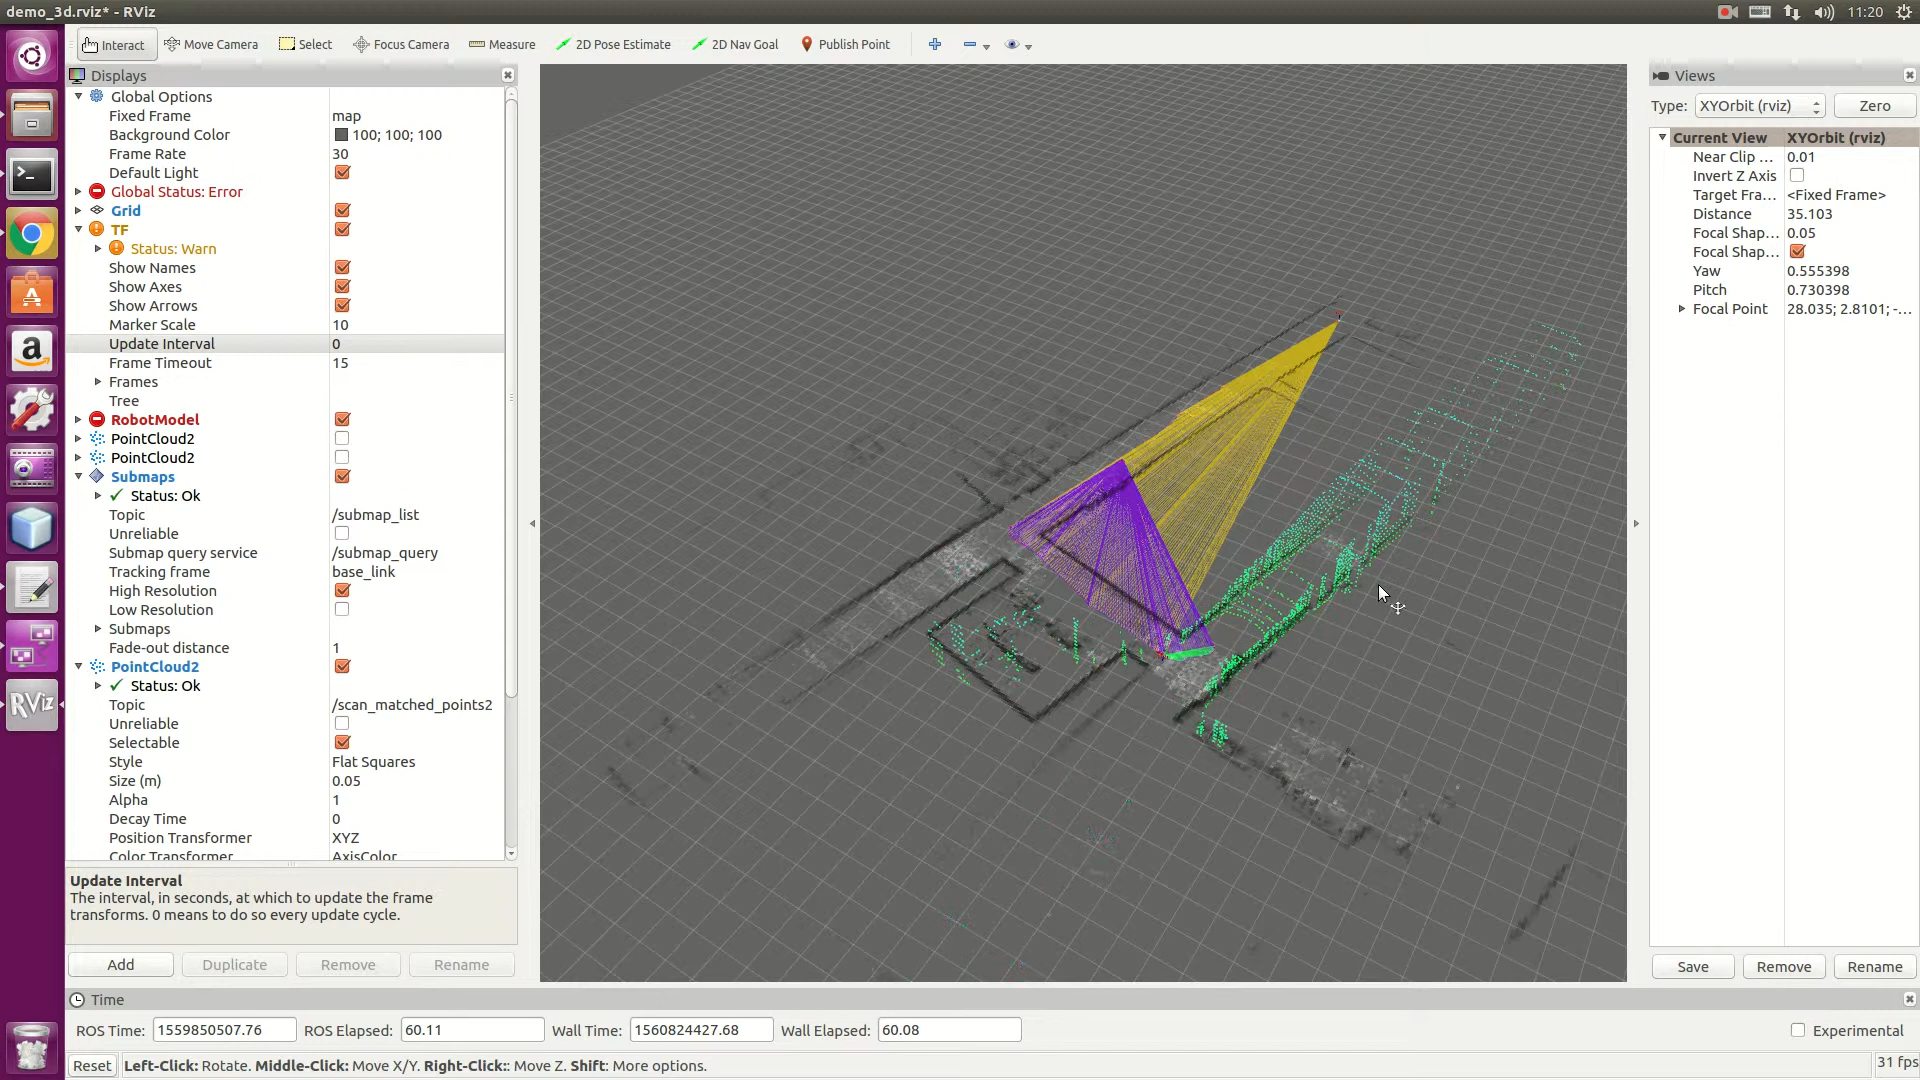 demo_3d.rviz* - RViz
11:20
Interact
Move Camera
Select
Focus Camera
Measure
2D Pose Estimate
2D Nav Goal
Publish Point
Displays
Global Options
Fixed Frame map
Background Color 100; 100; 100
Frame Rate 30
Default Light
Global Status: Error
Grid
TF
Status: Warn
Show Names
Show Axes
Show Arrows
Marker Scale 10
Update Interval 0
Frame Timeout 15
Frames
Tree
RobotModel
PointCloud2
PointCloud2
Submaps
Status: Ok
Topic /submap_list
Unreliable
Submap query service /submap_query
Tracking frame base_link
High Resolution
Low Resolution
Submaps
Fade-out distance 1
PointCloud2
Status: Ok
Topic /scan_matched_points2
Unreliable
Selectable
Style Flat Squares
Size (m) 0.05
Alpha 1
Decay Time 0
Position Transformer XYZ
Color Transformer AxisColor
Update Interval
The interval, in seconds, at which to update the frame
transforms. 0 means to do so every update cycle.
Add
Duplicate
Remove
Rename
Views
Type: XYOrbit (rviz) Zero
Current View XYOrbit (rviz)
Near Clip ... 0.01
Invert Z Axis
Target Fra... <Fixed Frame>
Distance 35.103
Focal Shap... 0.05
Focal Shap...
Yaw 0.555398
Pitch 0.730398
Focal Point 28.035; 2.8101; -...
Save
Remove
Rename
Time
ROS Time: 1559850507.76 ROS Elapsed: 60.11 Wall Time: 1560824427.68 Wall Elapsed: 60.08 Experimental
Reset Left-Click: Rotate. Middle-Click: Move X/Y. Right-Click:: Move Z. Shift: More options. 31 fps
a
RViz